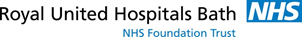 Royal United Hospitals Bath NHS
NHS Foundation Trust